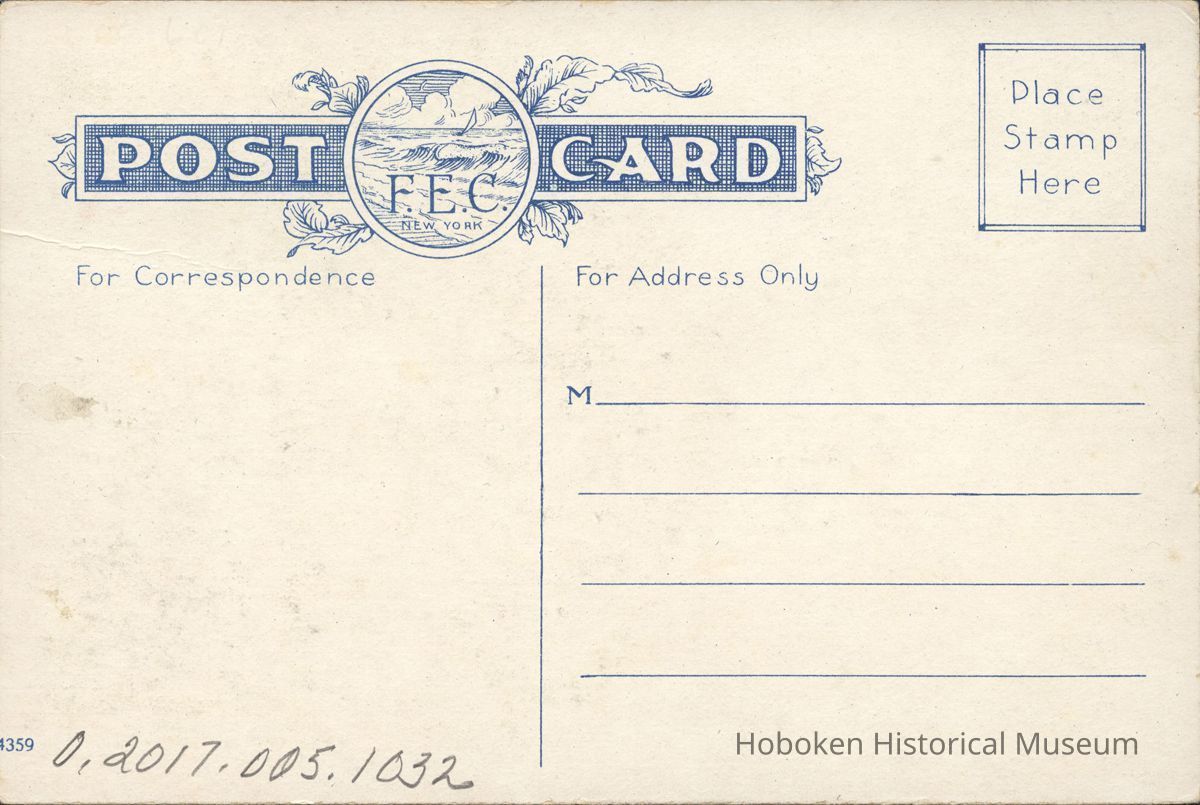 POST CARD
F.E.C.
NEW YORK
Place
Stamp
Here
For Correspondence
For Address Only
M
4359
O.2017.005.1032
Hoboken Historical Museum